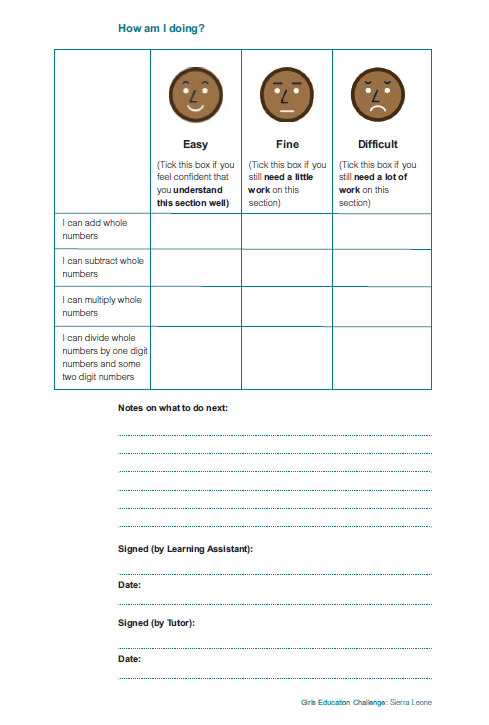 How am I doing?
Easy
(Tick this box if you
feel confident that
you understand
this section well)
Fine
(Tick this box if you
still need a little
work on this
section)
Difficult
(Tick this box if you
still need a lot of
work on this
section)
I can add whole
numbers
I can subtract whole
numbers
I can multiply whole
numbers
I can divide whole
numbers by one digit
numbers and some
two digit numbers
Notes on what to do next:
Signed (by Learning Assistant):
Date:
Signed (by Tutor):
Date:
Girls Education Challenge: Sierra Leone